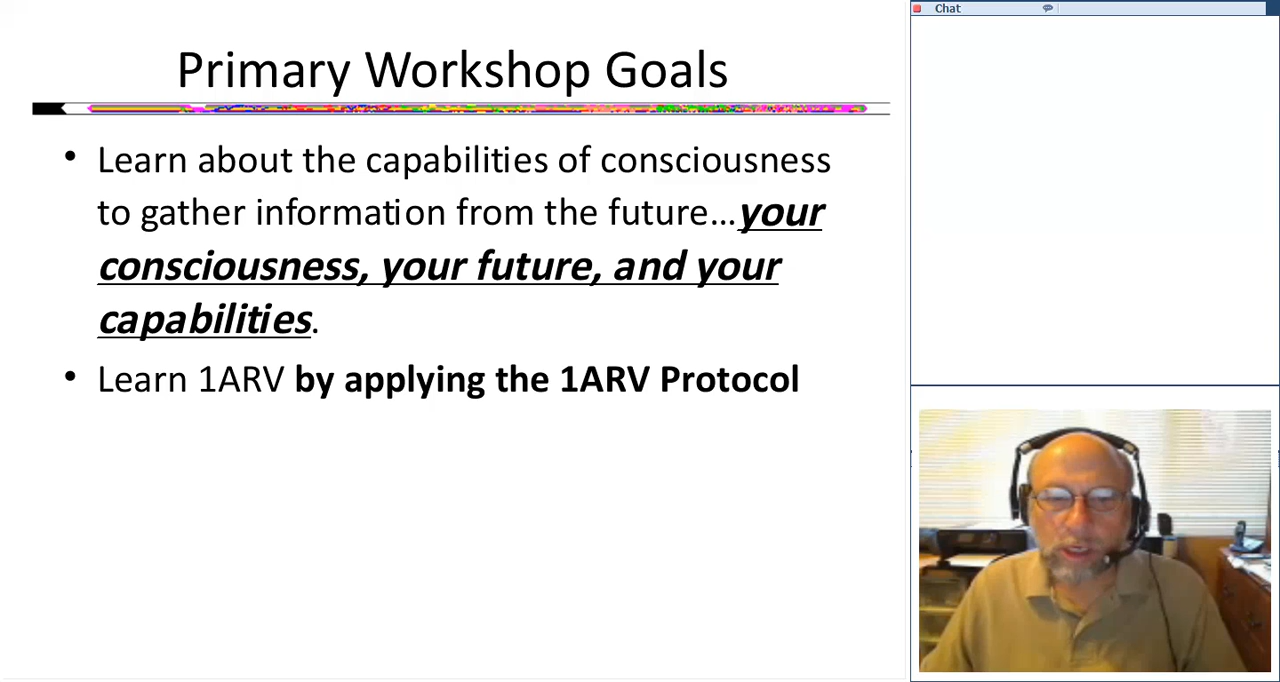 Primary Workshop Goals
• Learn about the capabilities of consciousness
to gather information from the future…your
consciousness, your future, and your
capabilities.
• Learn 1ARV by applying the 1ARV Protocol
Chat